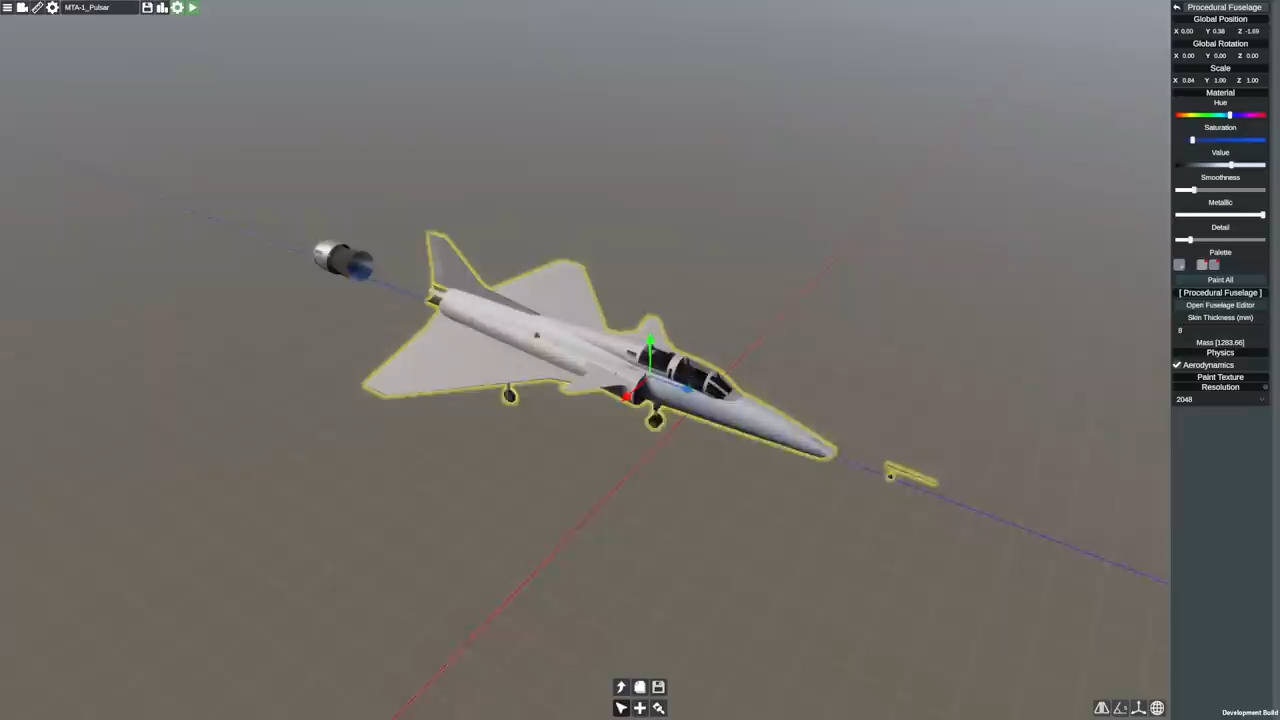 MTA-1_Pulsar
Procedural Fuselage
Global Position
X 0.00 Y 0.38 Z -1.69
Global Rotation
X 0.00 Y 0.00 Z 0.00
Scale
X 0.84 Y 1.00 Z 1.00
Material
Hue
Saturation
Value
Smoothness
Metallic
Detail
Palette
Paint All
[ Procedural Fuselage ]
Open Fuselage Editor
Skin Thickness (mm)
8
Mass [1283.66]
Physics
Aerodynamics
Paint Texture
Resolution
2048
Development Build